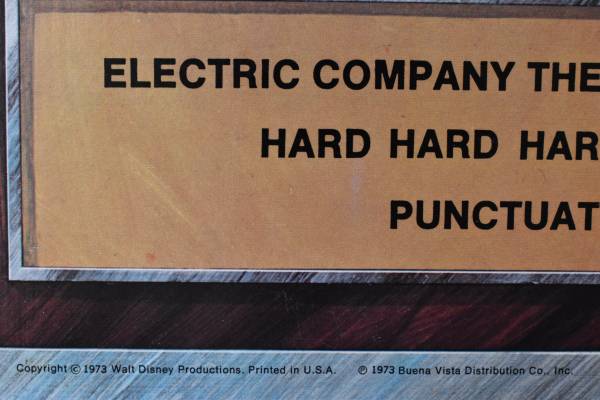 ELECTRIC COMPANY THE
HARD HARD HAR
PUNCTUAT
Copyright © 1973 Walt Disney Productions. Printed in U.S.A. ℗ 1973 Buena Vista Distribution Co., Inc.